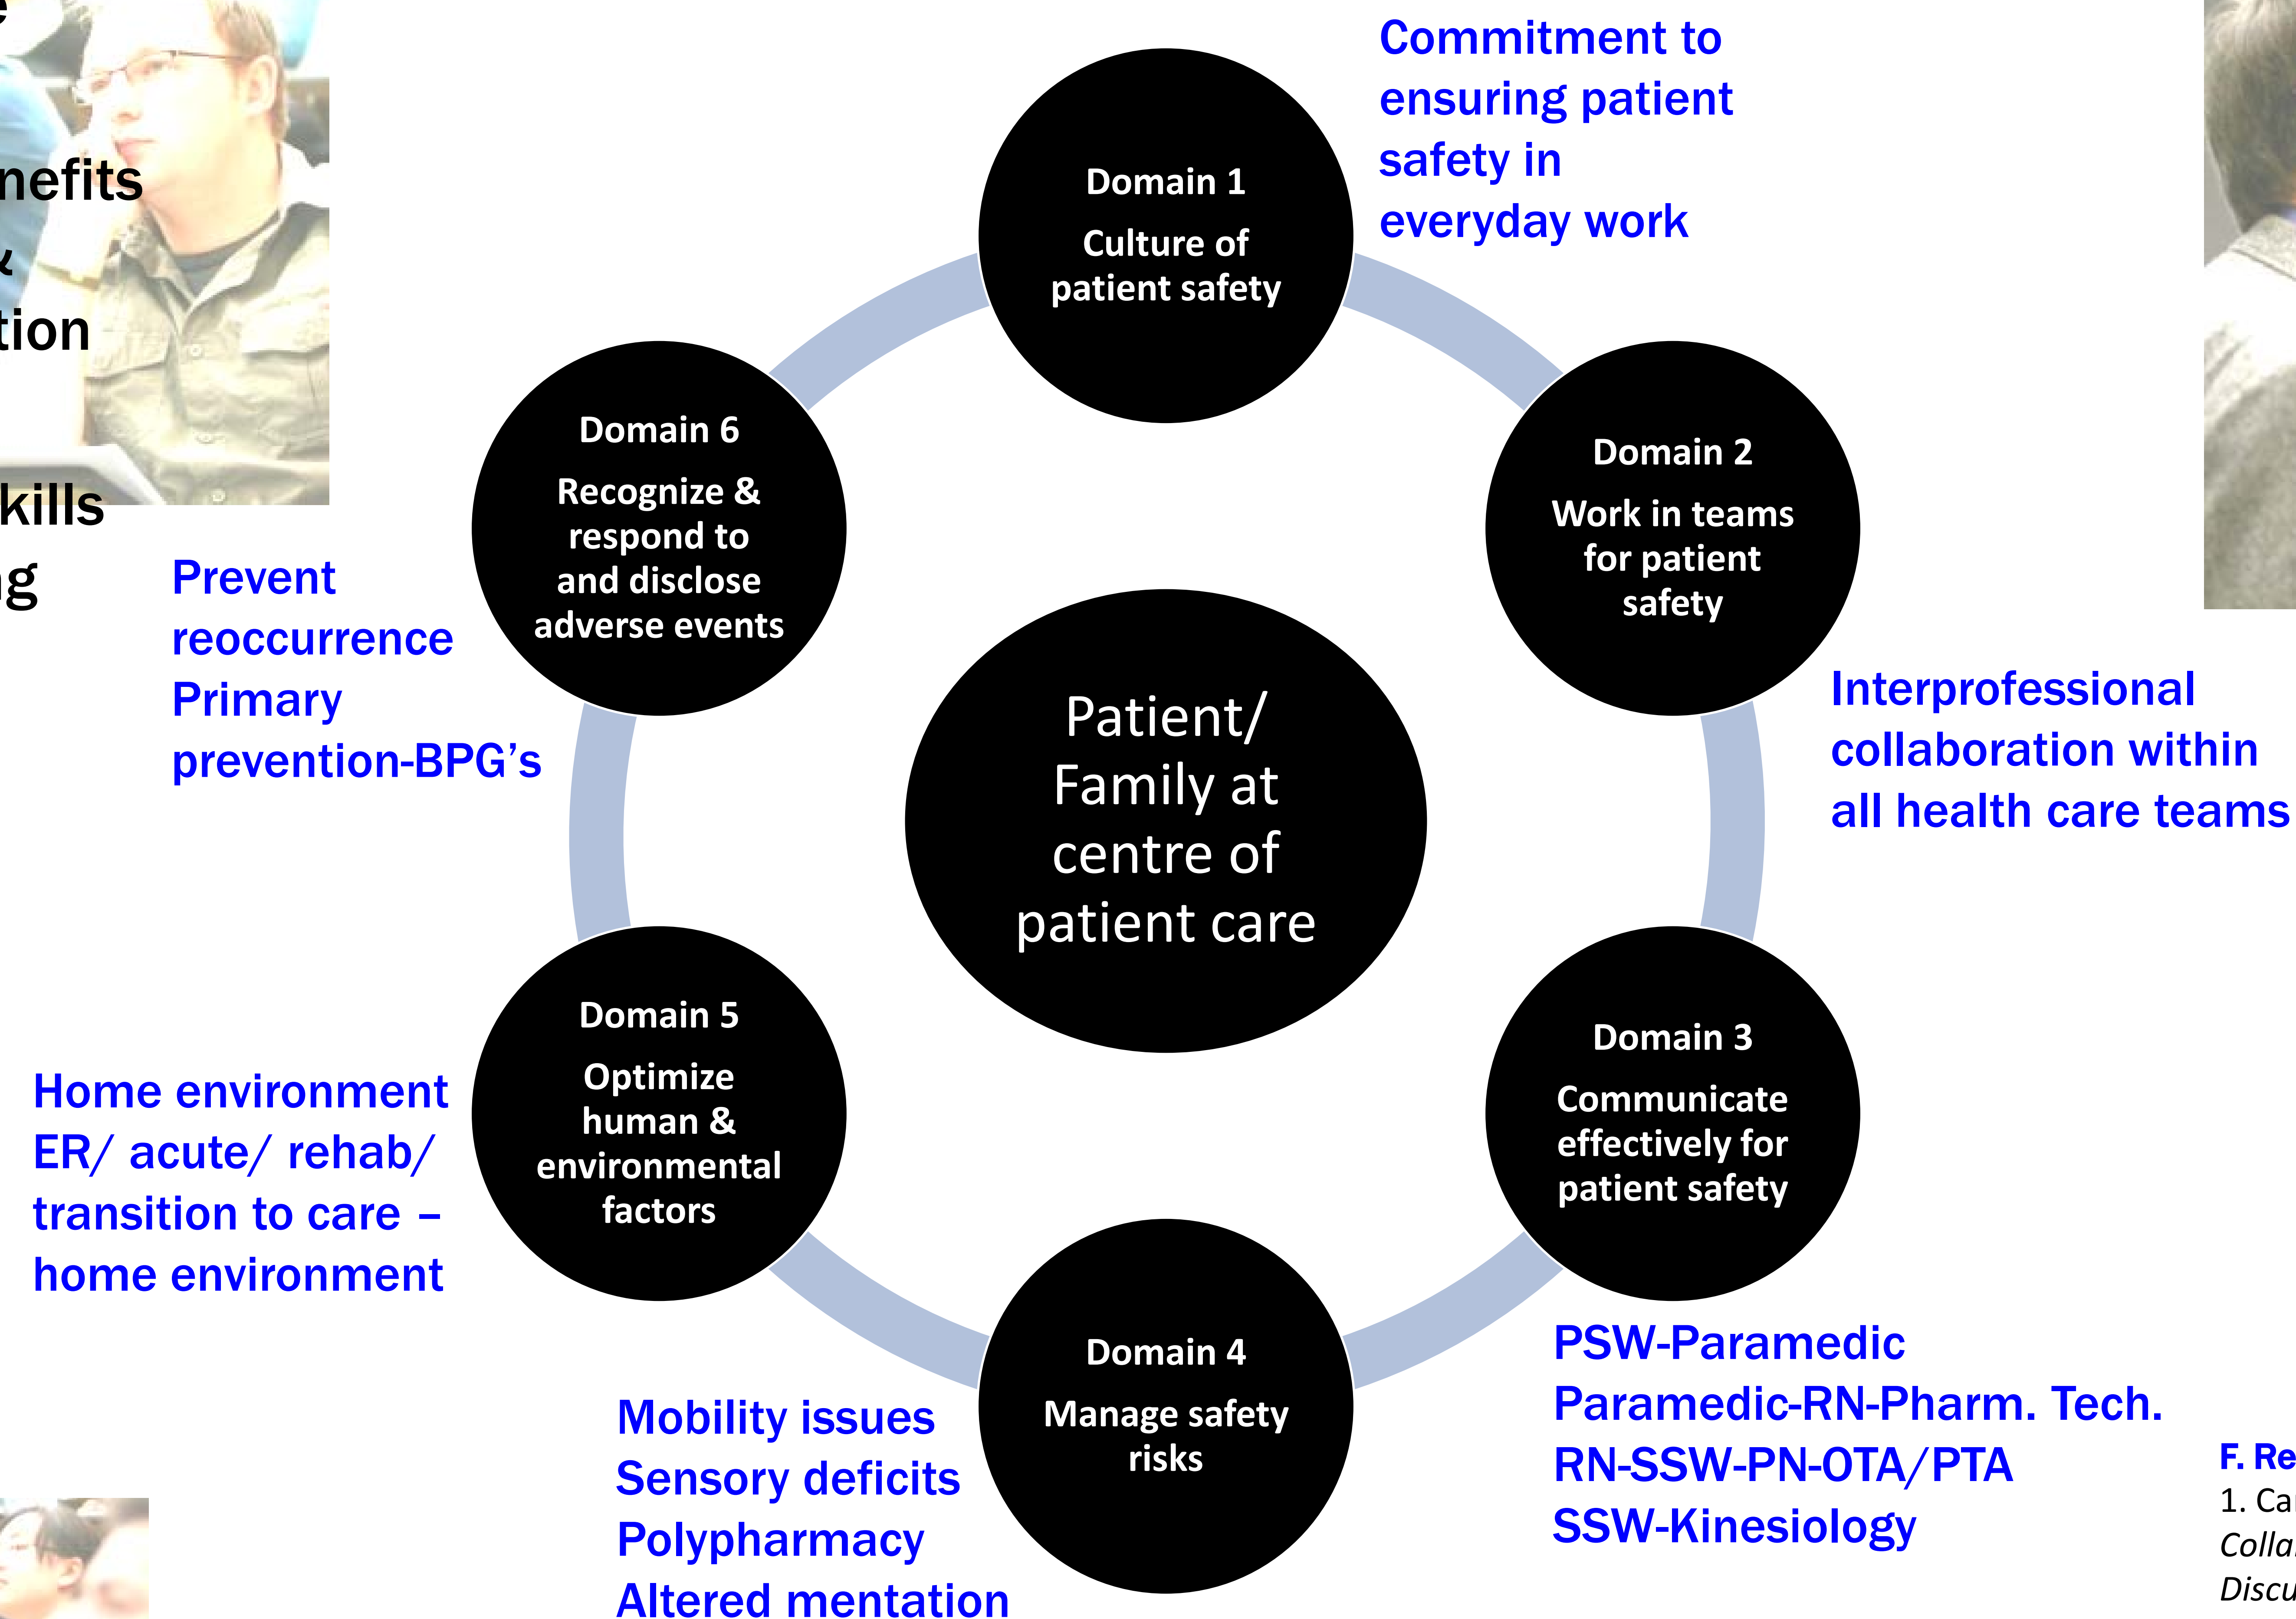 nefits
&
tion
kills
Commitment to
ensuring patient
safety in
everyday work
Domain 1
Culture of
patient safety
Domain 2
Work in teams
for patient
safety
Interprofessional
collaboration within
all health care teams
Domain 3
Communicate
effectively for
patient safety
PSW-Paramedic
Paramedic-RN-Pharm. Tech.
RN-SSW-PN-OTA/PTA
SSW-Kinesiology
Domain 4
Manage safety
risks
Mobility issues
Sensory deficits
Polypharmacy
Altered mentation
Domain 5
Optimize
human &
environmental
factors
Home environment
ER/ acute/ rehab/
transition to care –
home environment
Domain 6
Recognize &
respond to
and disclose
adverse events
Prevent
reoccurrence
Primary
prevention-BPG's
Patient/
Family at
centre of
patient care
F. Re
1. Ca
Colla
Discu